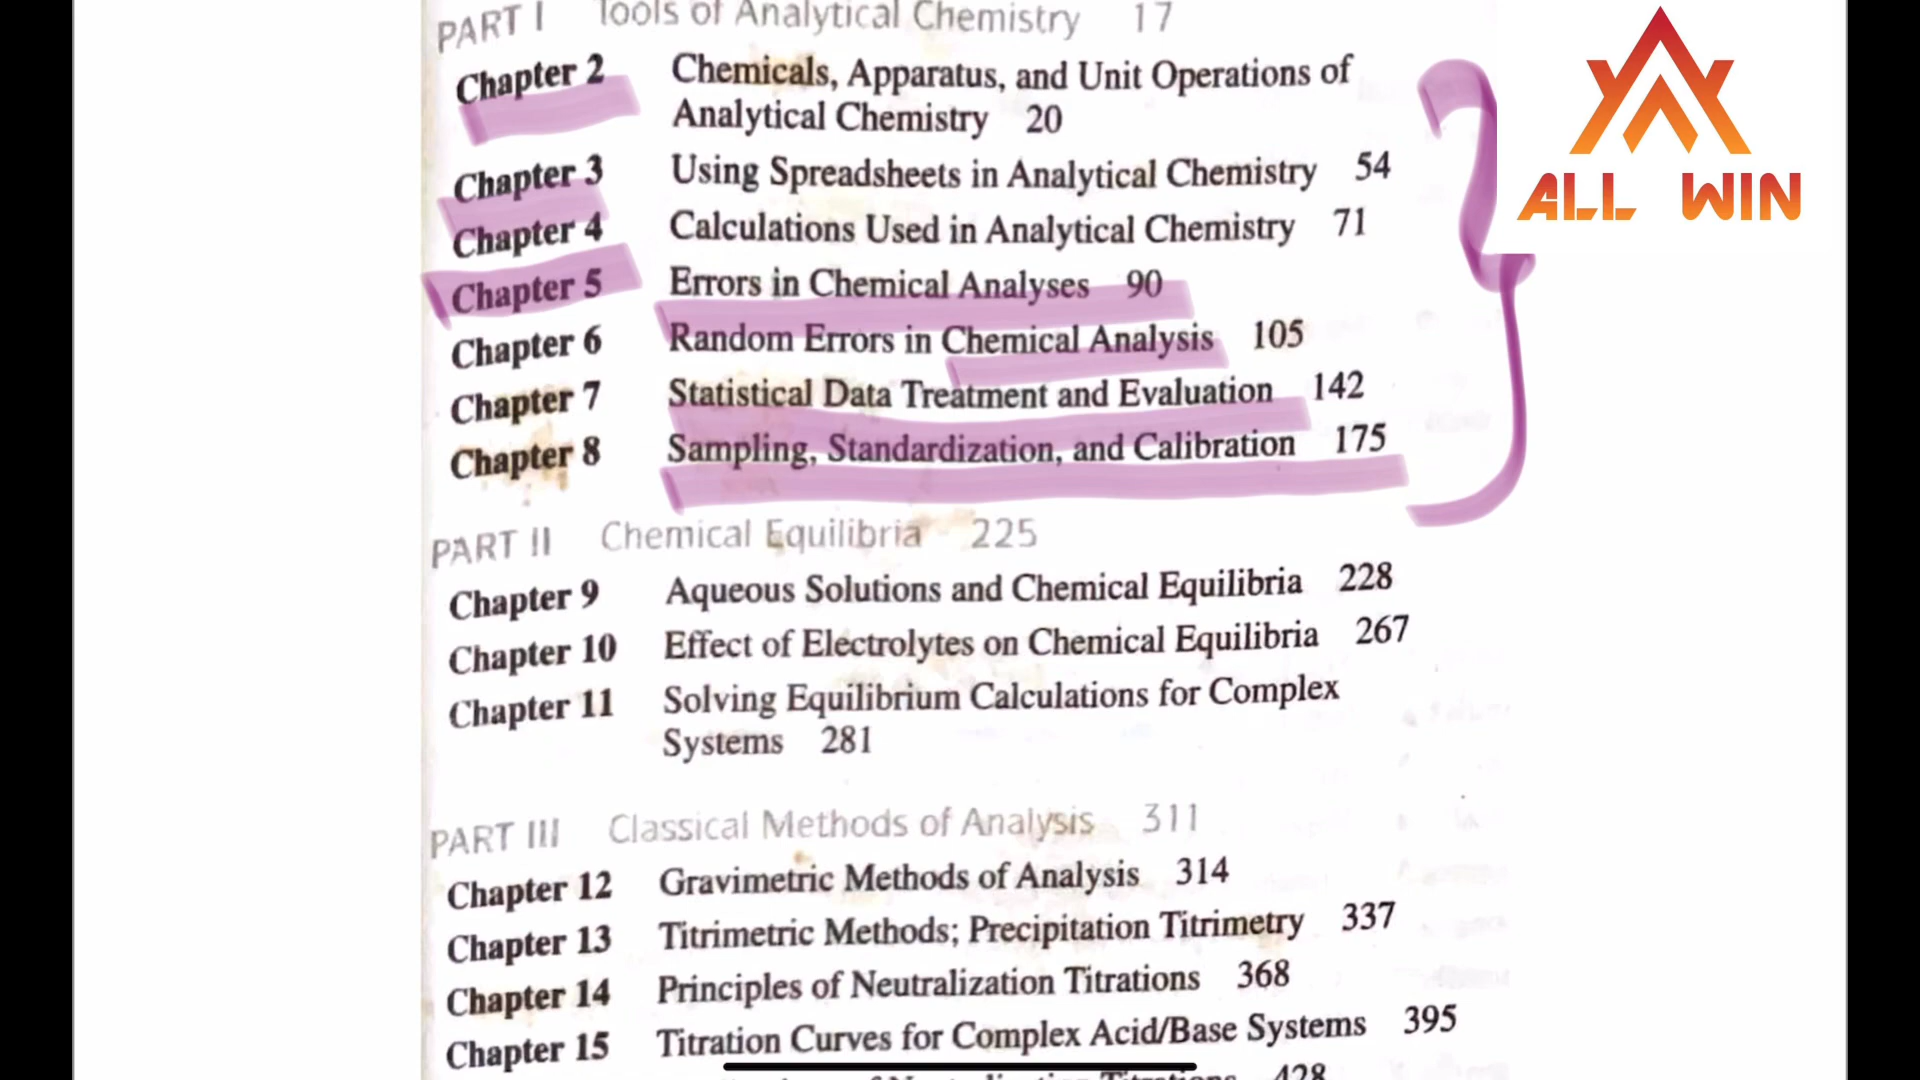 PART I Tools of Analytical Chemistry 17
Chapter 2 Chemicals, Apparatus, and Unit Operations of
Analytical Chemistry 20
Chapter 3 Using Spreadsheets in Analytical Chemistry 54
Chapter 4 Calculations Used in Analytical Chemistry 71
Chapter 5 Errors in Chemical Analyses 90
Chapter 6 Random Errors in Chemical Analysis 105
Chapter 7 Statistical Data Treatment and Evaluation 142
Chapter 8 Sampling, Standardization, and Calibration 175
PART II Chemical Equilibria 225
Chapter 9 Aqueous Solutions and Chemical Equilibria 228
Chapter 10 Effect of Electrolytes on Chemical Equilibria 267
Chapter 11 Solving Equilibrium Calculations for Complex
Systems 281
PART III Classical Methods of Analysis 311
Chapter 12 Gravimetric Methods of Analysis 314
Chapter 13 Titrimetric Methods; Precipitation Titrimetry 337
Chapter 14 Principles of Neutralization Titrations 368
Chapter 15 Titration Curves for Complex Acid/Base Systems 395
of Neutralization Titrations 428
ALL WIN